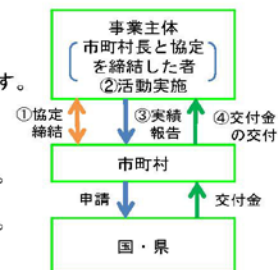 事業主体
市町村長と協定
を締結した者
②活動実施
す。
①協定
締結
③実績
報告
④交付金
の交付
市町村
。
申請
交付金
。
国・県